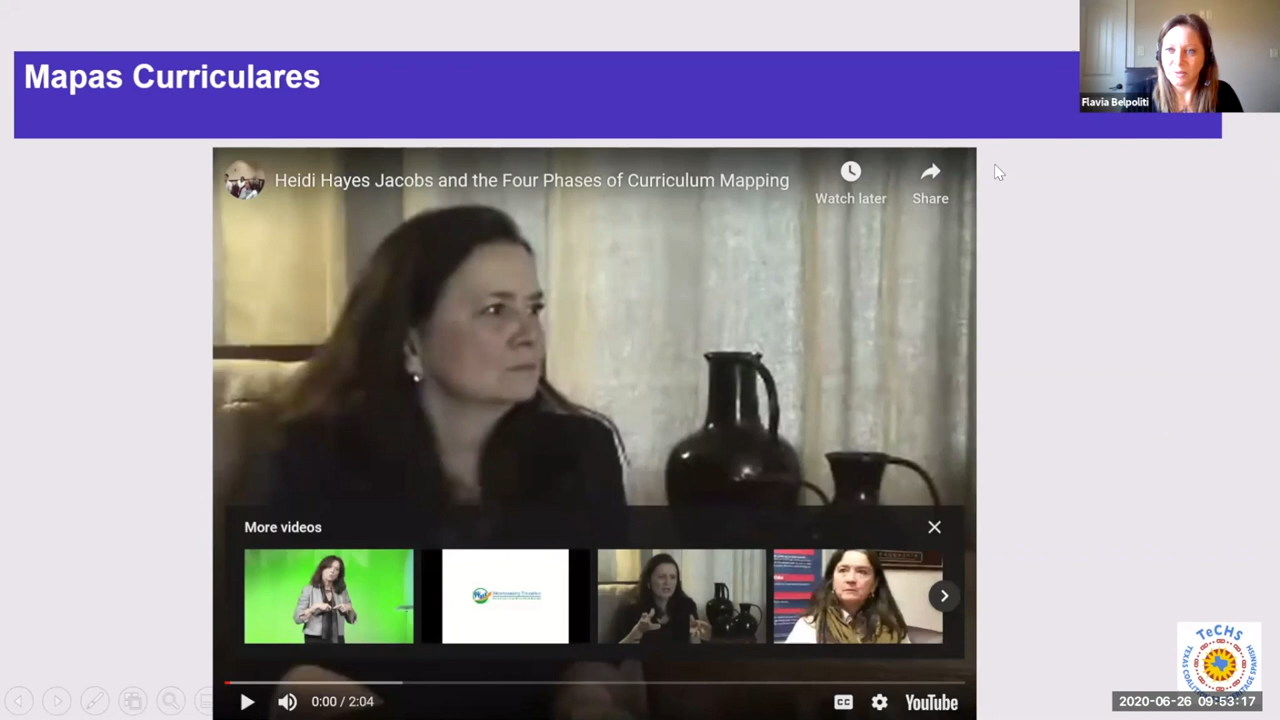 Mapas Curriculares
Flavia Belpoliti
Heidi Hayes Jacobs and the Four Phases of Curriculum Mapping
Watch later
Share
More videos
0:00 / 2:04
CC
YouTube
TeCHS
2020-06-26 09:53:17